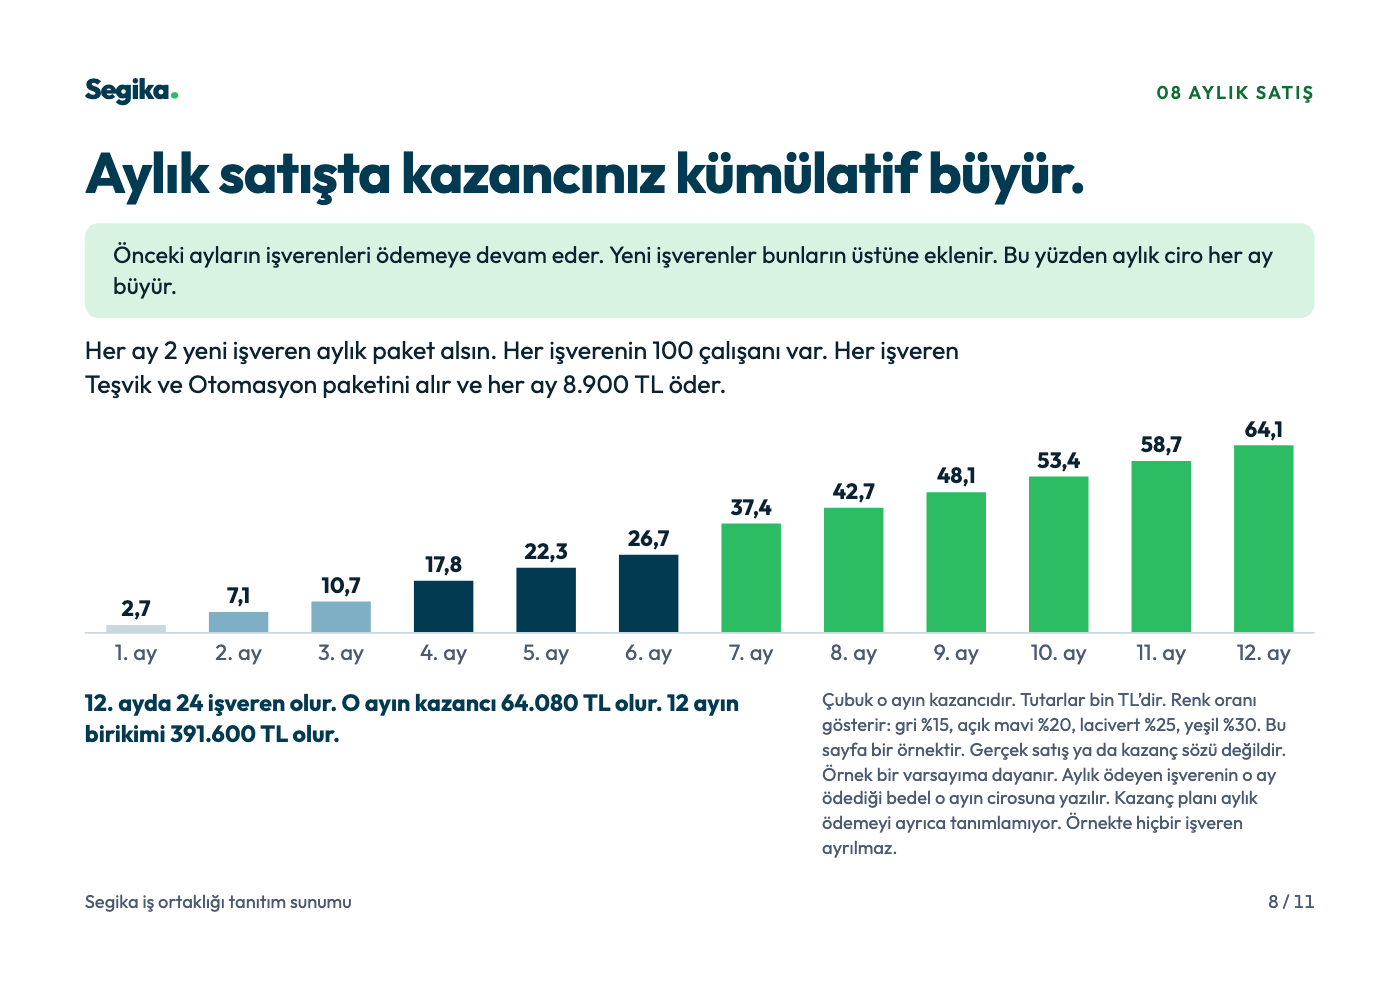 Segika.
08 AYLIK SATIŞ
Aylık satışta kazancınız kümülatif büyür.
Önceki ayların işverenleri ödemeye devam eder. Yeni işverenler bunların üstüne eklenir. Bu yüzden aylık ciro her ay
büyür.
Her ay 2 yeni işveren aylık paket alsın. Her işverenin 100 çalışanı var. Her işveren
Teşvik ve Otomasyon paketini alır ve her ay 8.900 TL öder.
2,7 7,1 10,7 17,8 22,3 26,7 37,4 42,7 48,1 53,4 58,7 64,1
1. ay 2. ay 3. ay 4. ay 5. ay 6. ay 7. ay 8. ay 9. ay 10. ay 11. ay 12. ay
12. ayda 24 işveren olur. O ayın kazancı 64.080 TL olur. 12 ayın
birikimi 391.600 TL olur.
Çubuk o ayın kazancıdır. Tutarlar bin TL’dir. Renk oranı
gösterir: gri %15, açık mavi %20, lacivert %25, yeşil %30. Bu
sayfa bir örnektir. Gerçek satış ya da kazanç sözü değildir.
Örnek bir varsayıma dayanır. Aylık ödeyen işverenin o ay
ödediği bedel o ayın cirosuna yazılır. Kazanç planı aylık
ödemeyi ayrıca tanımlamıyor. Örnekte hiçbir işveren
ayrılmaz.
Segika iş ortaklığı tanıtım sunumu
8 / 11